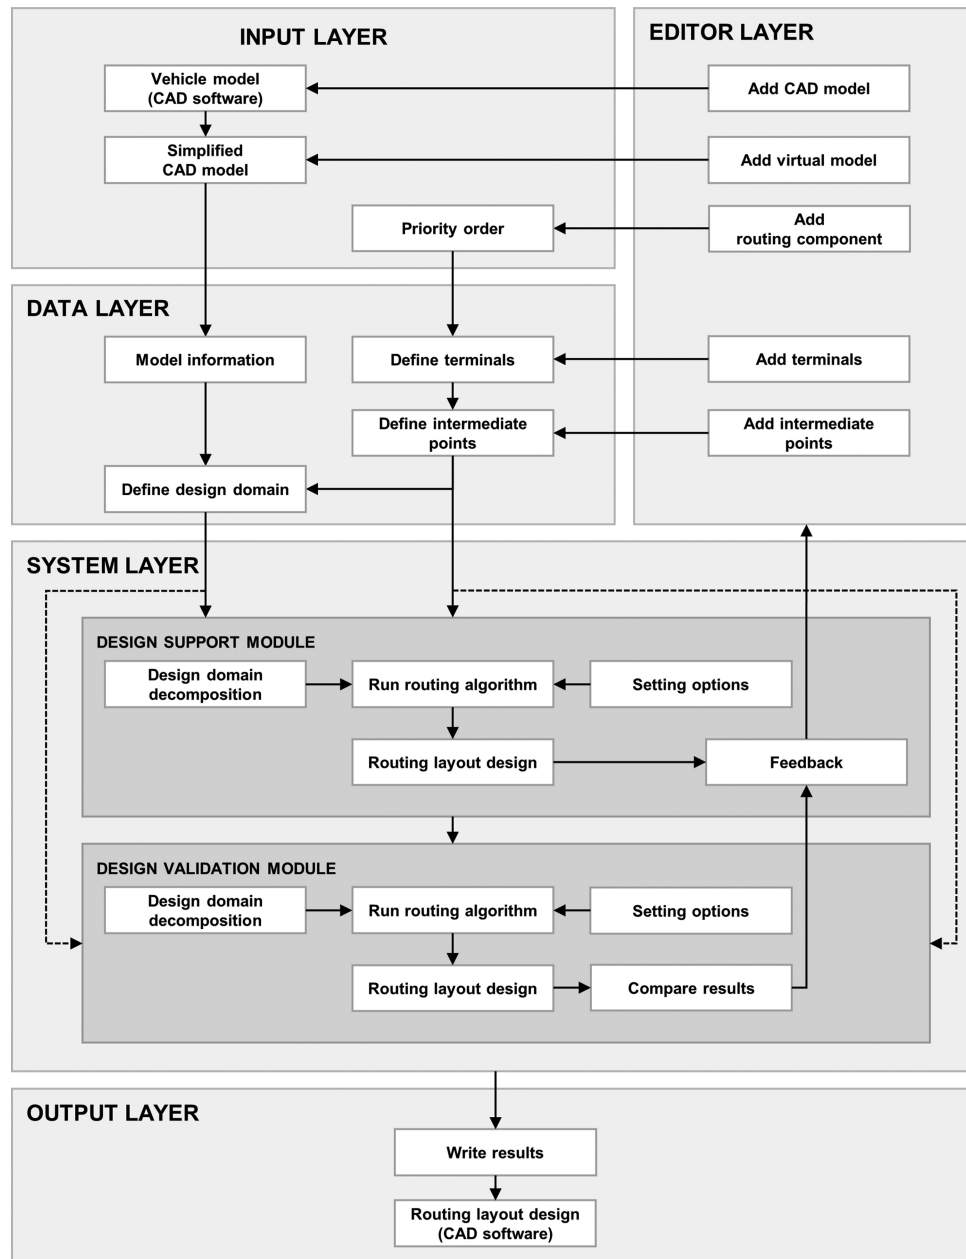 INPUT LAYER
EDITOR LAYER
Vehicle model
(CAD software)
Add CAD model
Simplified
CAD model
Add virtual model
Priority order
Add
routing component
DATA LAYER
Model information
Define terminals
Add terminals
Define intermediate
points
Add intermediate
points
Define design domain
SYSTEM LAYER
DESIGN SUPPORT MODULE
Design domain
decomposition
Run routing algorithm
Setting options
Routing layout design
Feedback
DESIGN VALIDATION MODULE
Design domain
decomposition
Run routing algorithm
Setting options
Routing layout design
Compare results
OUTPUT LAYER
Write results
Routing layout design
(CAD software)